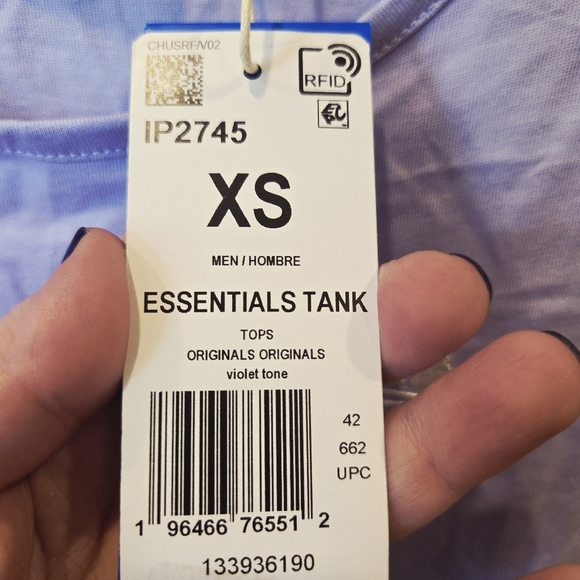 CHUSRF/V02
RFID
IP2745
XS
MEN / HOMBRE
ESSENTIALS TANK
TOPS
ORIGINALS ORIGINALS
violet tone
42
662
UPC
1 96466 76551 2
133936190